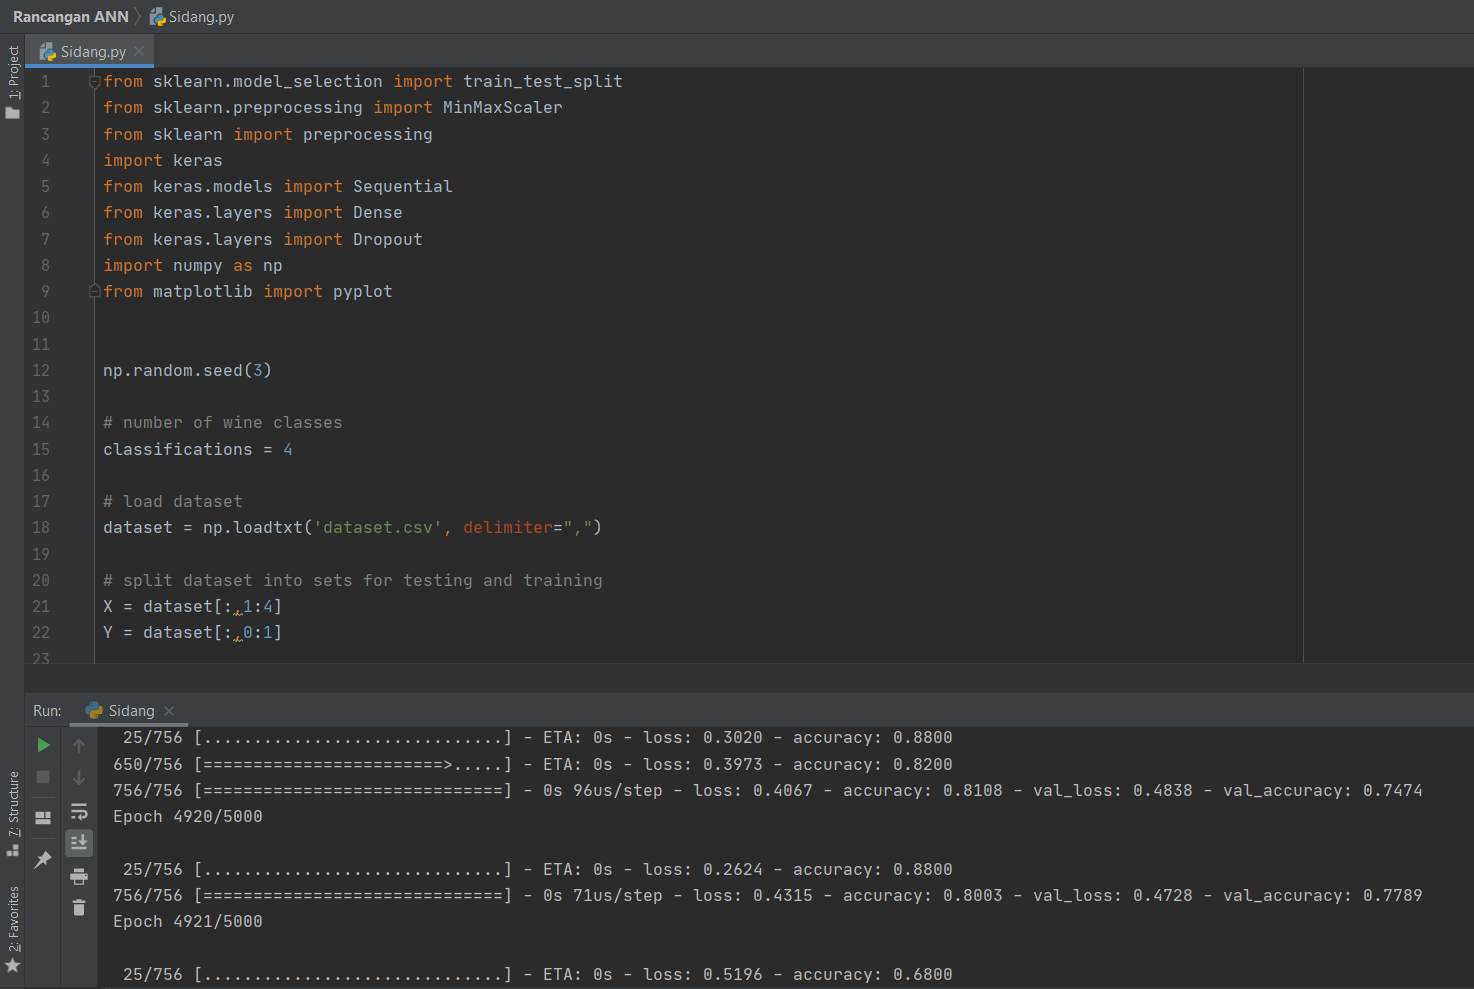 Rancangan ANN Sidang.py
Sidang.py
1: Project
7: Structure
2: Favorites
1 from sklearn.model_selection import train_test_split
2 from sklearn.preprocessing import MinMaxScaler
3 from sklearn import preprocessing
4 import keras
5 from keras.models import Sequential
6 from keras.layers import Dense
7 from keras.layers import Dropout
8 import numpy as np
9 from matplotlib import pyplot
10
11
12 np.random.seed(3)
13
14 # number of wine classes
15 classifications = 4
16
17 # load dataset
18 dataset = np.loadtxt('dataset.csv', delimiter=",")
19
20 # split dataset into sets for testing and training
21 X = dataset[:,1:4]
22 Y = dataset[:,0:1]
23
Run: Sidang
25/756 [..............................] - ETA: 0s - loss: 0.3020 - accuracy: 0.8800
650/756 [========================>.....] - ETA: 0s - loss: 0.3973 - accuracy: 0.8200
756/756 [==============================] - 0s 96us/step - loss: 0.4067 - accuracy: 0.8108 - val_loss: 0.4838 - val_accuracy: 0.7474
Epoch 4920/5000
25/756 [..............................] - ETA: 0s - loss: 0.2624 - accuracy: 0.8800
756/756 [==============================] - 0s 71us/step - loss: 0.4315 - accuracy: 0.8003 - val_loss: 0.4728 - val_accuracy: 0.7789
Epoch 4921/5000
25/756 [..............................] - ETA: 0s - loss: 0.5196 - accuracy: 0.6800